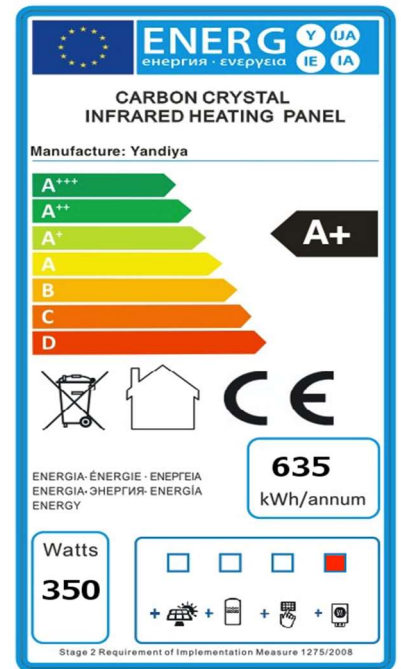 ENERG Y IJA
енергия · ενεργεια IE IA
CARBON CRYSTAL
INFRARED HEATING PANEL
Manufacture: Yandiya
A+++
A++
A+
A+
A
B
C
D
CE
635
kWh/annum
ENERGIA· ÉNERGIE · ΕΝΕΡΓΕΙΑ
ENERGIA· ЭНЕРГИЯ· ENERGÍA
ENERGY
Watts
350
+ + + +
Stage 2 Requirement of Implementation Measure 1275/2008